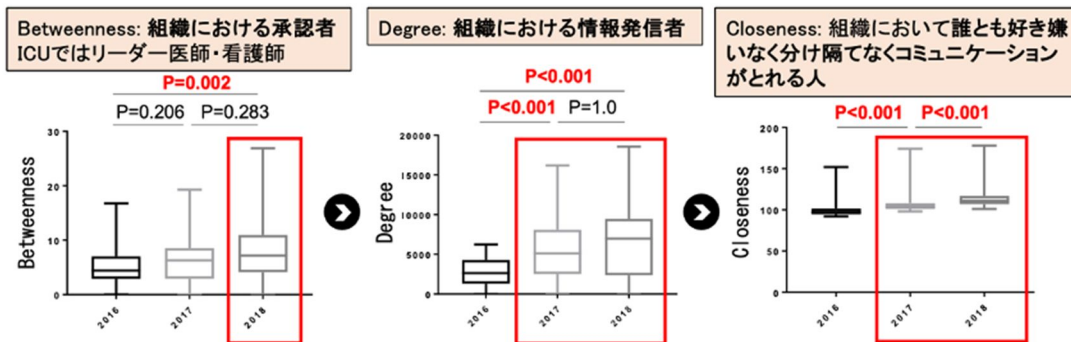 Betweenness: 組織における承認者
ICUではリーダー医師・看護師
P=0.002
P=0.206
P=0.283
30
20
10
0
Betweenness
2016
2017
2018
Degree: 組織における情報発信者
P<0.001
P<0.001
P=1.0
20000
15000
10000
5000
0
Degree
2016
2017
2018
Closeness: 組織において誰とも好き嫌
いなく分け隔てなくコミュニケーション
がとれる人
P<0.001
P<0.001
200
150
100
50
0
Closeness
2016
2017
2018